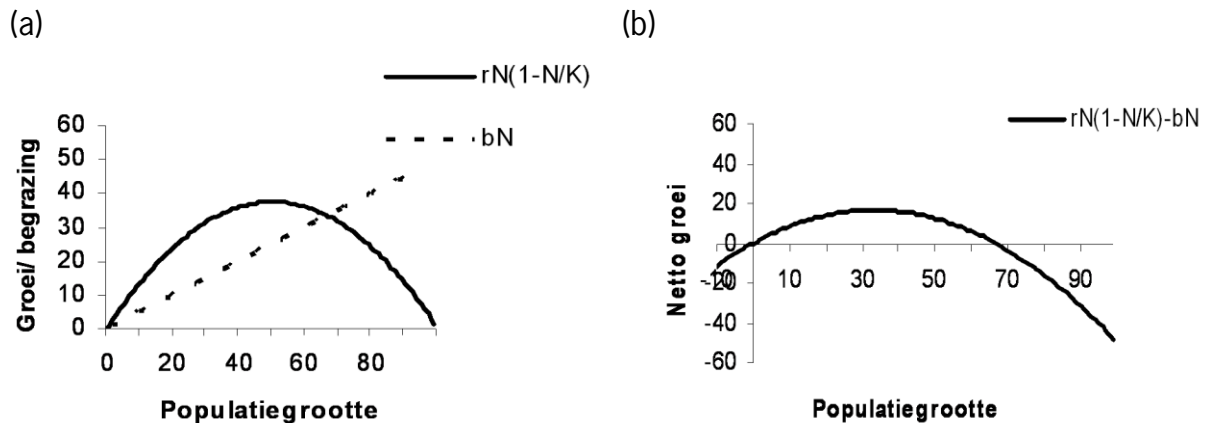 (a)
rN(1-N/K)
bN
Groei/ begrazing
60
50
40
30
20
10
0
0 20 40 60 80
Populatiegrootte
(b)
rN(1-N/K)-bN
Netto groei
60
40
20
0
-20
-40
-60
-10 10 30 50 70 90
Populatiegrootte